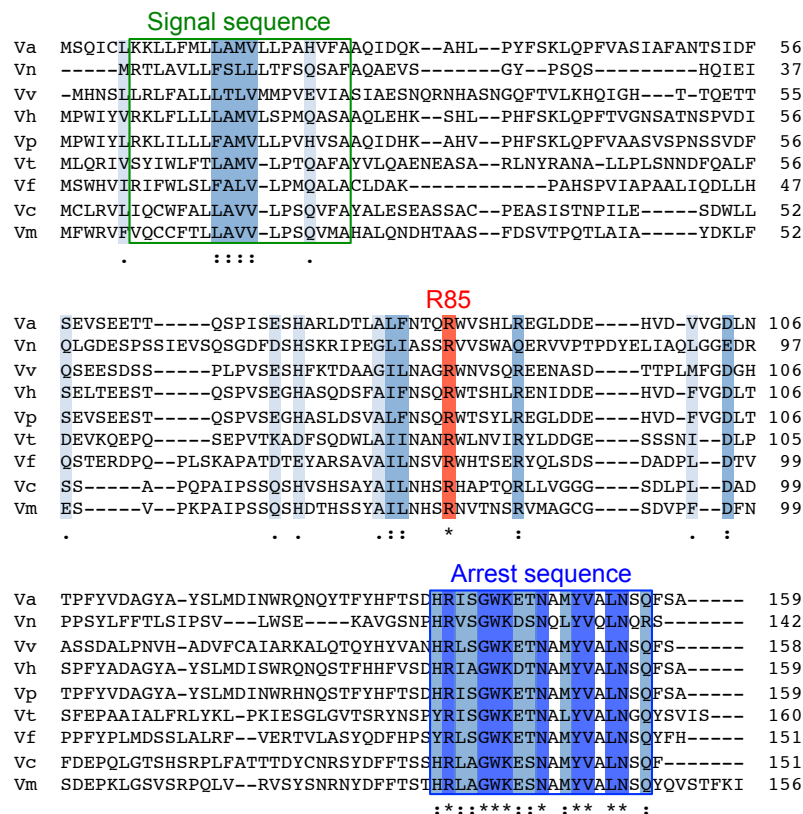 Signal sequence
Va MSQICLKKLLFMLLLAMVLLPAHVFAAQIDQK--AHL--PYFSKLQPFVASIAFANTSIDF 56
Vn -----MRTLAVLLFSLLLTFSQSAFAQAEVS-----GY--PSQS------------HQIEI 37
Vv -MHNSLLRLFALLLTLVMMPVEVIASIAESNQRNHASNGQFTVLKHQIGH---T-TQETT 55
Vh MPWIYVRKLFLLLLAMVLSPMQASAAQLEHK--SHL--PHFSKLQPFTVGNSATNSPVDI 56
Vp MPWIYLRKLILLLFAMVLLPVHVSAAQIDHK--AHV--PHFSKLQPFVAASVSPNSSVDF 56
Vt MLQRIVSYIWLFTLAMV-LPTQAFAYVLQAENEASA--RLNYRANA-LLPLSNNDFQALF 56
Vf MSWHVIRIFWLSLFALV-LPMQALACLDAK------------PAHSPVIAPAALIQDLLH 47
Vc MCLRVLIQCWFALLAVV-LPSQVFAYALESEASSAC--PEASISTNPILE-----SDWLL 52
Vm MFWRVFVQCCFTLLAVV-LPSQVMAHALQNDHTAAS--FDSVTPQTLAIA-----YDKLF 52
. :::: .
R85
Va SEVSEETT-----QSPISESHARLDTLALFNTQRWVSHLREGLDDE----HVD-VVGDLN 106
Vn QLGDESPSSIEVSQSGDFDSHSKRIPEGLIASSRVVSWAQERVVPTPDYELIAQLGGEDR 97
Vv QSEESDSS-----PLPVSESHFKTDAAGILNAGRWNVSQREENASD----TTPLMFGDGH 106
Vh SELTEEST-----QSPVSEGHASQDSFAIFNSQRWTSHLRENIDDE----HVD-FVGDLT 106
Vp SEVSEEST-----QSPVSEGHASLDSVALFNSQRWTSYLREGLDDE----HVD-FVGDLT 106
Vt DEVKQEPQ-----SEPVTKADFSQDWLAIINANRWLNVIRYLDDGE----SSSNI-DLP 105
Vf QSTERDPQ--PLSKAPATDTEYARSAVAILNSVRWHTSERYQLSDS----DADPL-DTV 99
Vc SS-----A--PQPAIPSSQSHVSHSAYAILNHSRHAPTQRLLVGGG----SDLPL-DAD 99
Vm ES-----V--PKPAIPSSQSHDTHSSYAILNHSRNVTNSRVMAGCG----SDVPF-DFN 99
. . . .:: * : . :
Arrest sequence
Va TPFYVDAGYA-YSLMDINWRQNQYTFYHFTSDHRISGWKETNAMYVALNSQFSA----- 159
Vn PPSYLFFTLSIPSV--LWSE----KAVGSNPHRVSGWKDSNQLYVQLNQRS-------- 142
Vv ASSDALPNVH-ADVFCAIARKALQTQYHYVANHRLSGWKETNAMYVALNSQFS------ 158
Vh SPFYADAGYA-YSLMDISWRQNQSTFHHFVSDHRIAGWKDTNAMYVALNSQFSA----- 159
Vp TPFYVDAGYA-YSLMDINWRHNQSTFYHFTSDHRISGWKETNAMYVALNSQFSA----- 159
Vt SFEPAAIALFRLYKL-PKIESGLGVTSRYNSPYRISGWKETNALYVALNGQYSVIS--- 160
Vf PPFYPLMDSSLALRF--VERTVLASYQDFHPSYRLSGWKETNAMYVALNSQYFH----- 151
Vc FDEPQLGTSHSRPLFATTTDYCNRSYDFFTSSHRLAGWKESNAMYVALNSQF------- 151
Vm SDEPKLGSVSRPQLV--RVSYSNRNYDFFTSTHRLAGWKESNAMYVALNSQYQVSTFKI 156
:*::***::* :** ** :